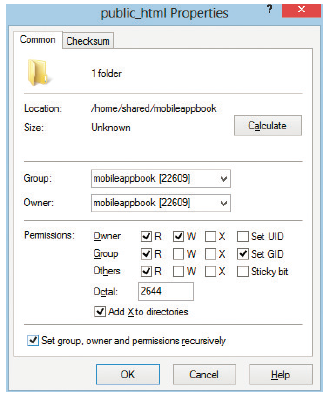 public_html Properties ? X
Common Checksum
1 folder
Location: /home/shared/mobileappbook
Size: Unknown Calculate
Group: mobileappbook [22609]
Owner: mobileappbook [22609]
Permissions: Owner R W X Set UID
Group R W X Set GID
Others R W X Sticky bit
Octal: 2644
Add X to directories
Set group, owner and permissions recursively
OK Cancel Help